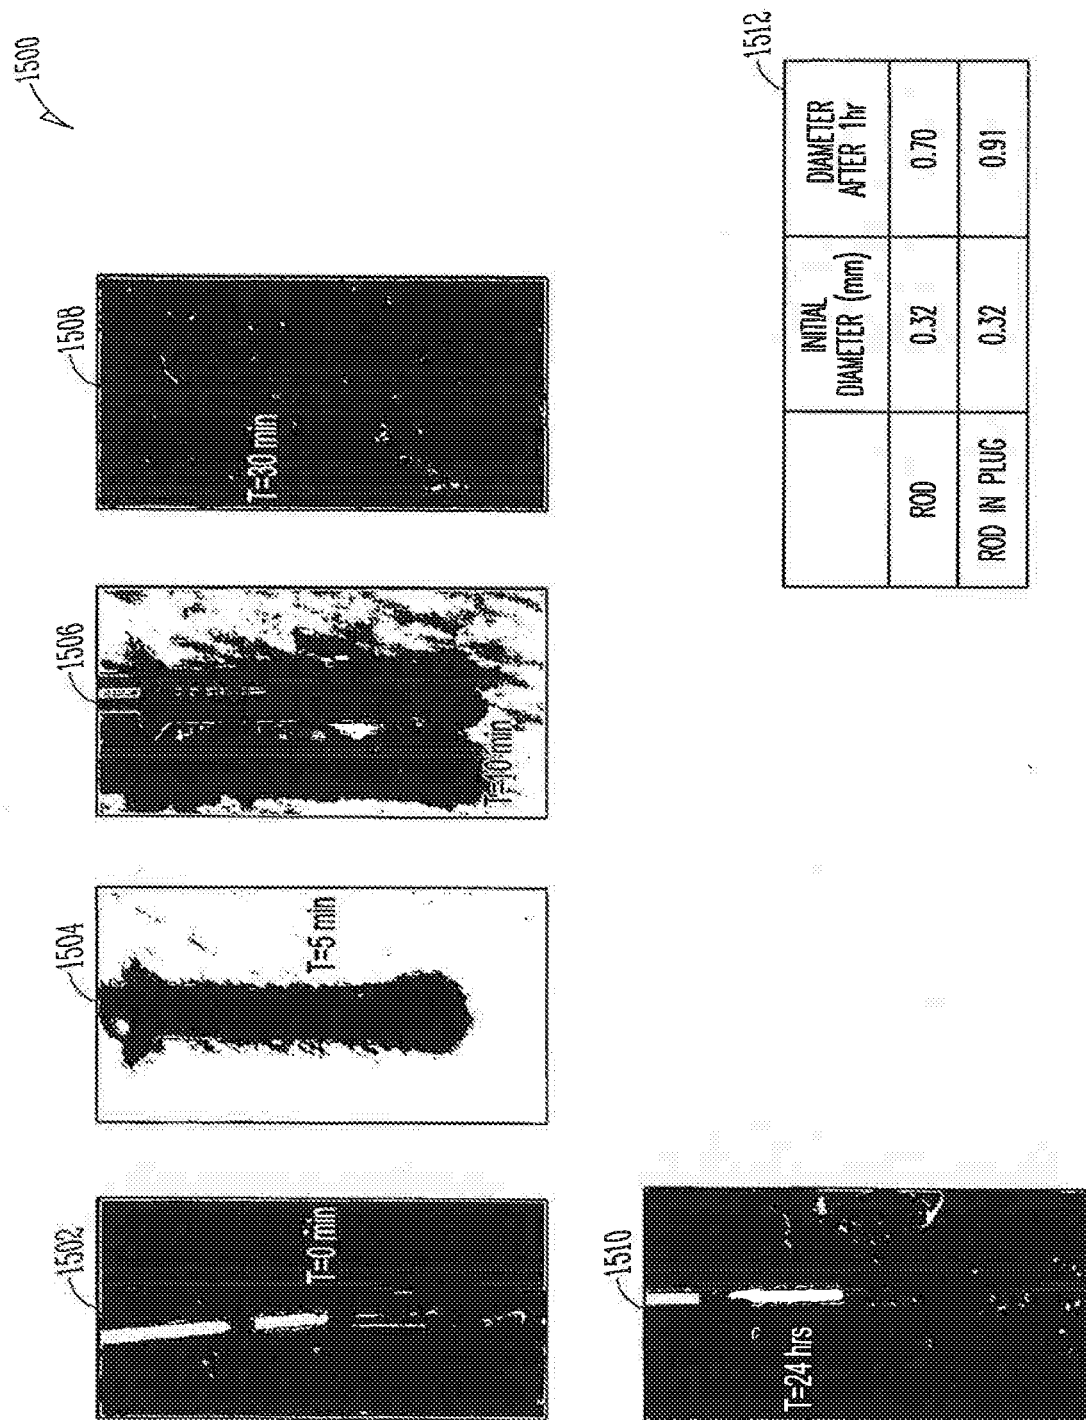 1500
1502
T=0 min
1504
T=5 min
1506
T=10 min
1508
T=30 min
1510
T=24 hrs
1512
INITIAL
DIAMETER (mm)
DIAMETER
AFTER 1hr
ROD
0.32
0.70
ROD IN PLUG
0.32
0.91